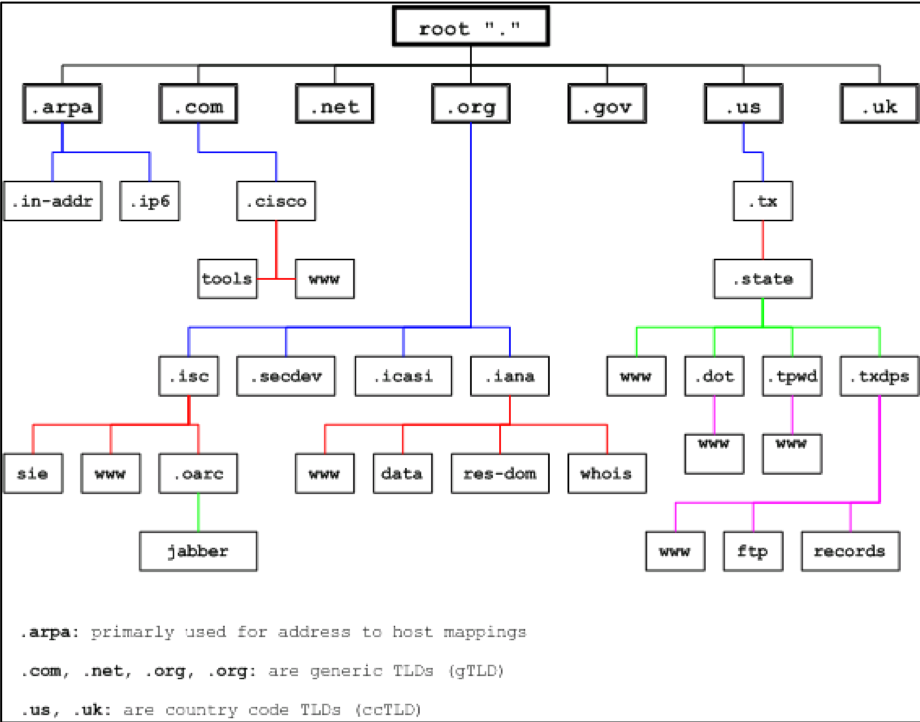 root "."
.arpa .com .net .org .gov .us .uk
.in-addr .ip6 .cisco .tx
tools www .state
.isc .secdev .icasi .iana www .dot .tpwd .txdps
www www
sie www .oarc www data res-dom whois
jabber www ftp records
.arpa: primarly used for address to host mappings
.com, .net, .org, .org: are generic TLDs (gTLD)
.us, .uk: are country code TLDs (ccTLD)